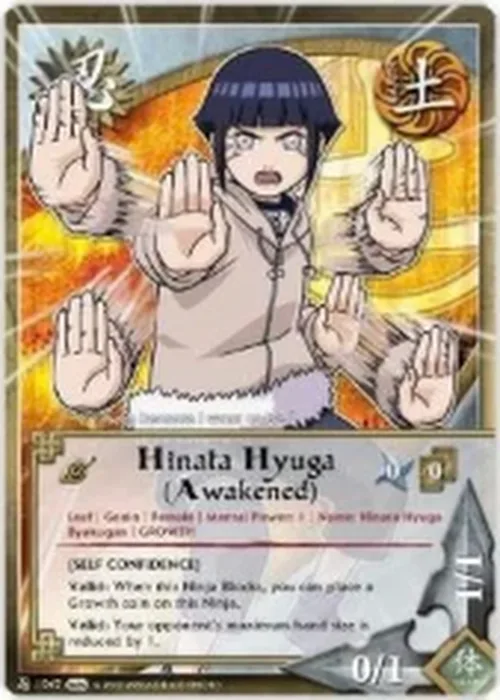 忍
土
Hinata Hyuga
(Awakened)
0 0
Leaf | Genin | Female | Mental Power: 1 | Name: Hinata Hyuga
Byakugan | GROWTH
[SELF CONFIDENCE]
Valid: When this Ninja Blocks, you can place a
Growth coin on this Ninja.
Valid: Your opponent's maximum hand size is
reduced by 1.
1/1
0/1
体